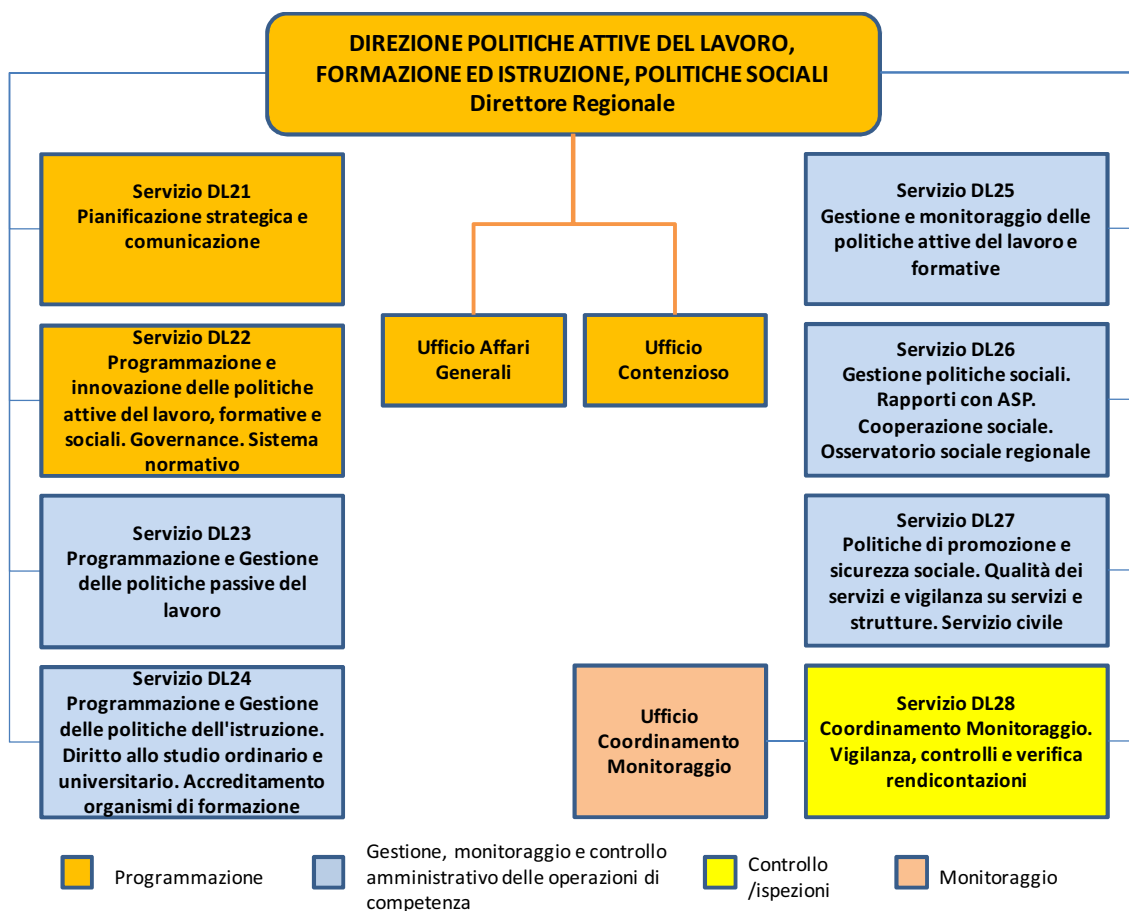 DIREZIONE POLITICHE ATTIVE DEL LAVORO,
FORMAZIONE ED ISTRUZIONE, POLITICHE SOCIALI
Direttore Regionale
Servizio DL21
Pianificazione strategica e
comunicazione
Servizio DL22
Programmazione e
innovazione delle politiche
attive del lavoro, formative e
sociali. Governance. Sistema
normativo
Servizio DL23
Programmazione e Gestione
delle politiche passive del
lavoro
Servizio DL24
Programmazione e Gestione
delle politiche dell'istruzione.
Diritto allo studio ordinario e
universitario. Accreditamento
organismi di formazione
Ufficio Affari
Generali
Ufficio
Contenzioso
Servizio DL25
Gestione e monitoraggio delle
politiche attive del lavoro e
formative
Servizio DL26
Gestione politiche sociali.
Rapporti con ASP.
Cooperazione sociale.
Osservatorio sociale regionale
Servizio DL27
Politiche di promozione e
sicurezza sociale. Qualità dei
servizi e vigilanza su servizi e
strutture. Servizio civile
Ufficio
Coordinamento
Monitoraggio
Servizio DL28
Coordinamento Monitoraggio.
Vigilanza, controlli e verifica
rendicontazioni
Programmazione
Gestione, monitoraggio e controllo
amministrativo delle operazioni di
competenza
Controllo
/ispezioni
Monitoraggio